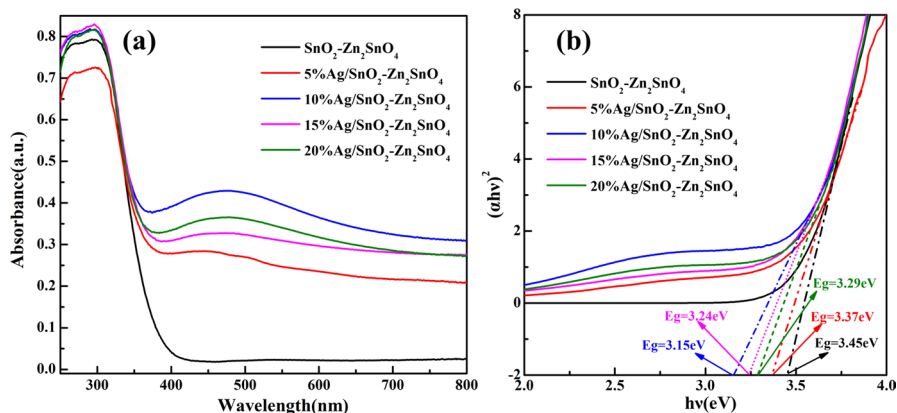 (a)
SnO₂-Zn₂SnO₄
5%Ag/SnO₂-Zn₂SnO₄
10%Ag/SnO₂-Zn₂SnO₄
15%Ag/SnO₂-Zn₂SnO₄
20%Ag/SnO₂-Zn₂SnO₄
Absorbance(a.u.)
0.8
0.7
0.6
0.5
0.4
0.3
0.2
0.1
0.0
300 400 500 600 700 800
Wavelength(nm)
(b)
SnO₂-Zn₂SnO₄
5%Ag/SnO₂-Zn₂SnO₄
10%Ag/SnO₂-Zn₂SnO₄
15%Ag/SnO₂-Zn₂SnO₄
20%Ag/SnO₂-Zn₂SnO₄
(αhν)²
8
6
4
2
0
-2
Eg=3.29eV
Eg=3.24eV
Eg=3.37eV
Eg=3.15eV
Eg=3.45eV
2.0 2.5 3.0 3.5 4.0
hν(eV)